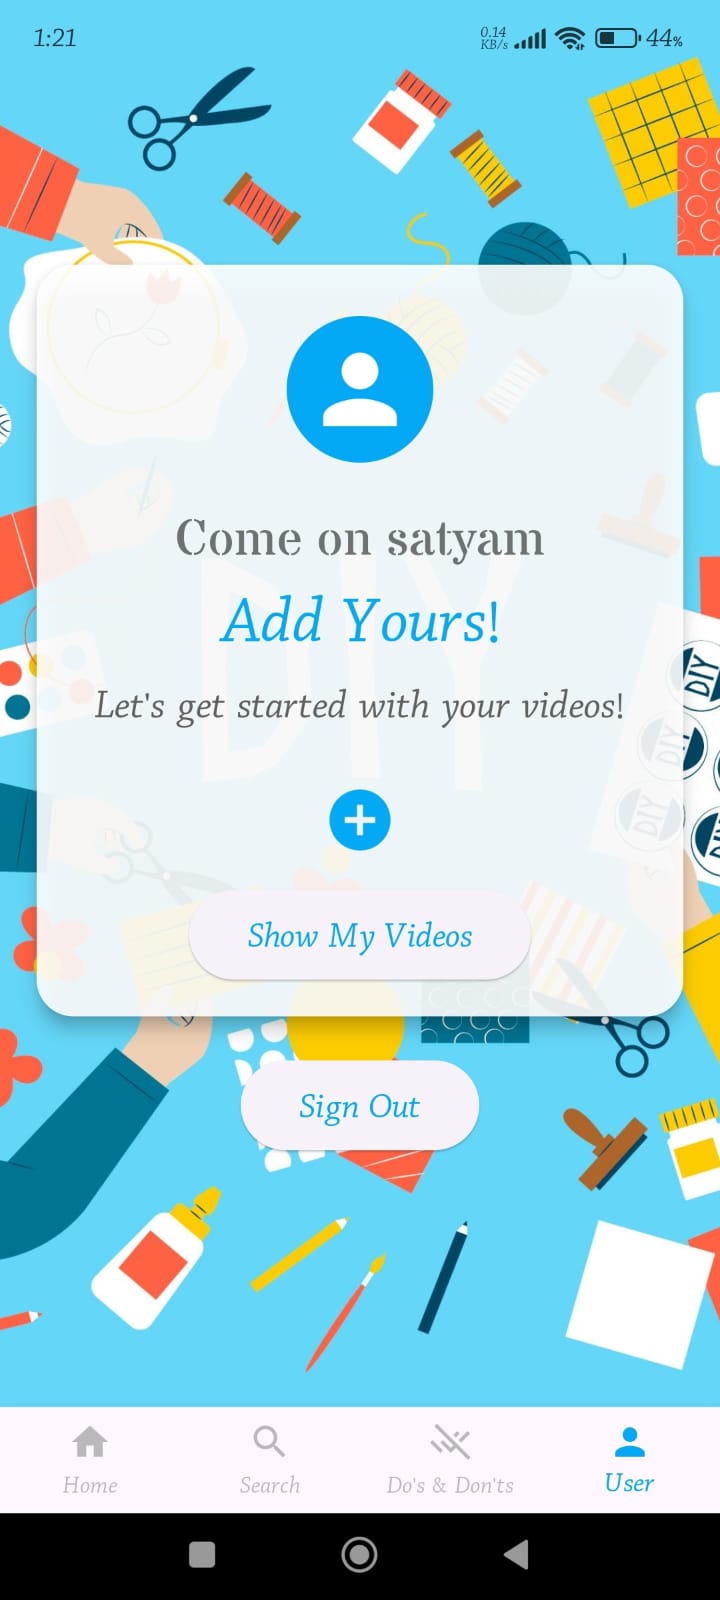 1:21
0.14
KB/s
44%
Come on satyam
Add Yours!
Let's get started with your videos!
DIY
DIY
DIY
DIY
DIY
Show My Videos
Sign Out
Home
Search
Do's & Don'ts
User